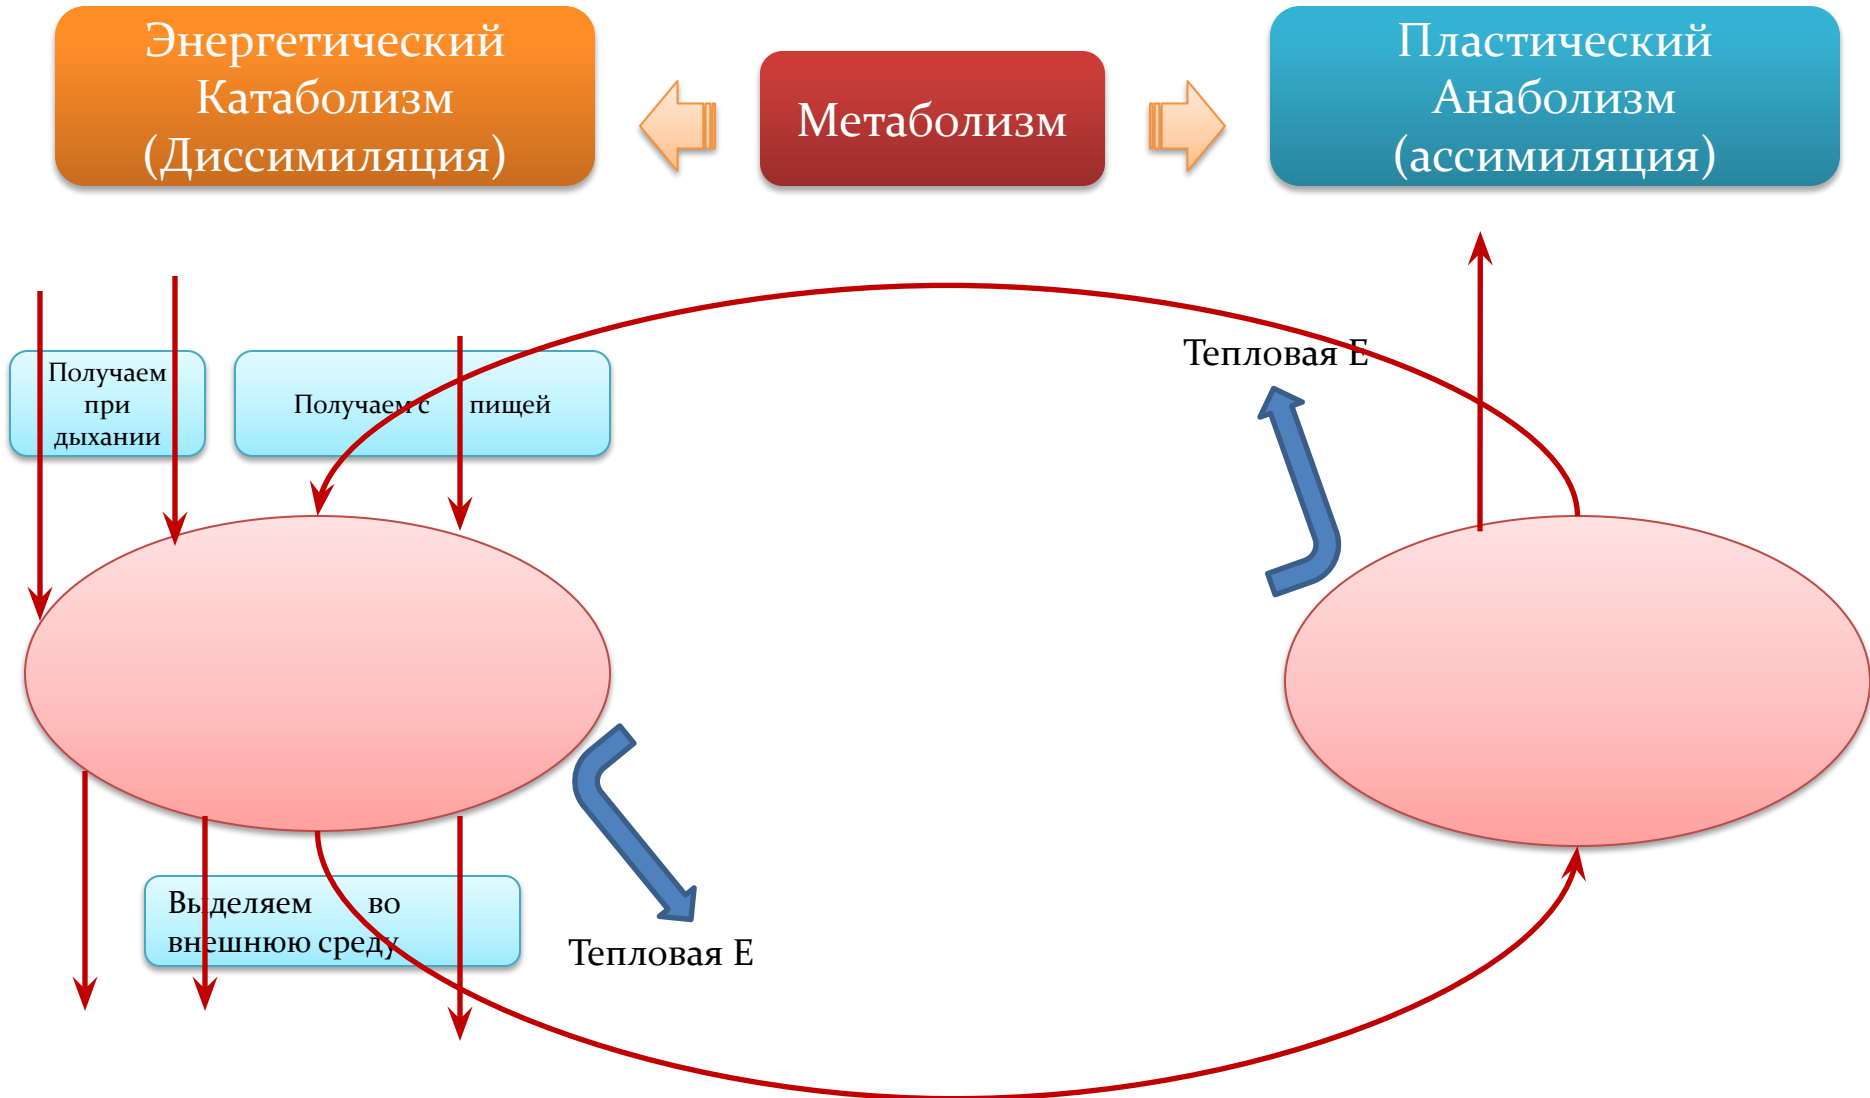 Энергетический
Катаболизм
(Диссимиляция)
Метаболизм
Пластический
Анаболизм
(ассимиляция)
Получаем
при
дыхании
Получаем с пищей
Тепловая Е
Выделяем во
внешнюю среду
Тепловая Е